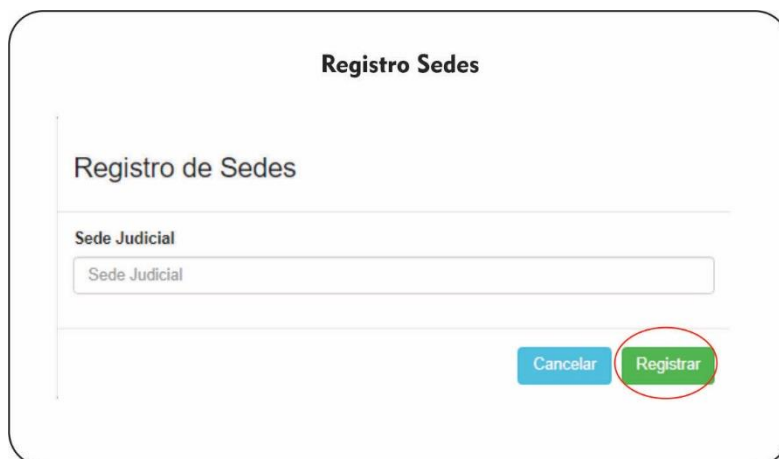 Registro Sedes
Registro de Sedes
Sede Judicial
Sede Judicial
Cancelar Registrar